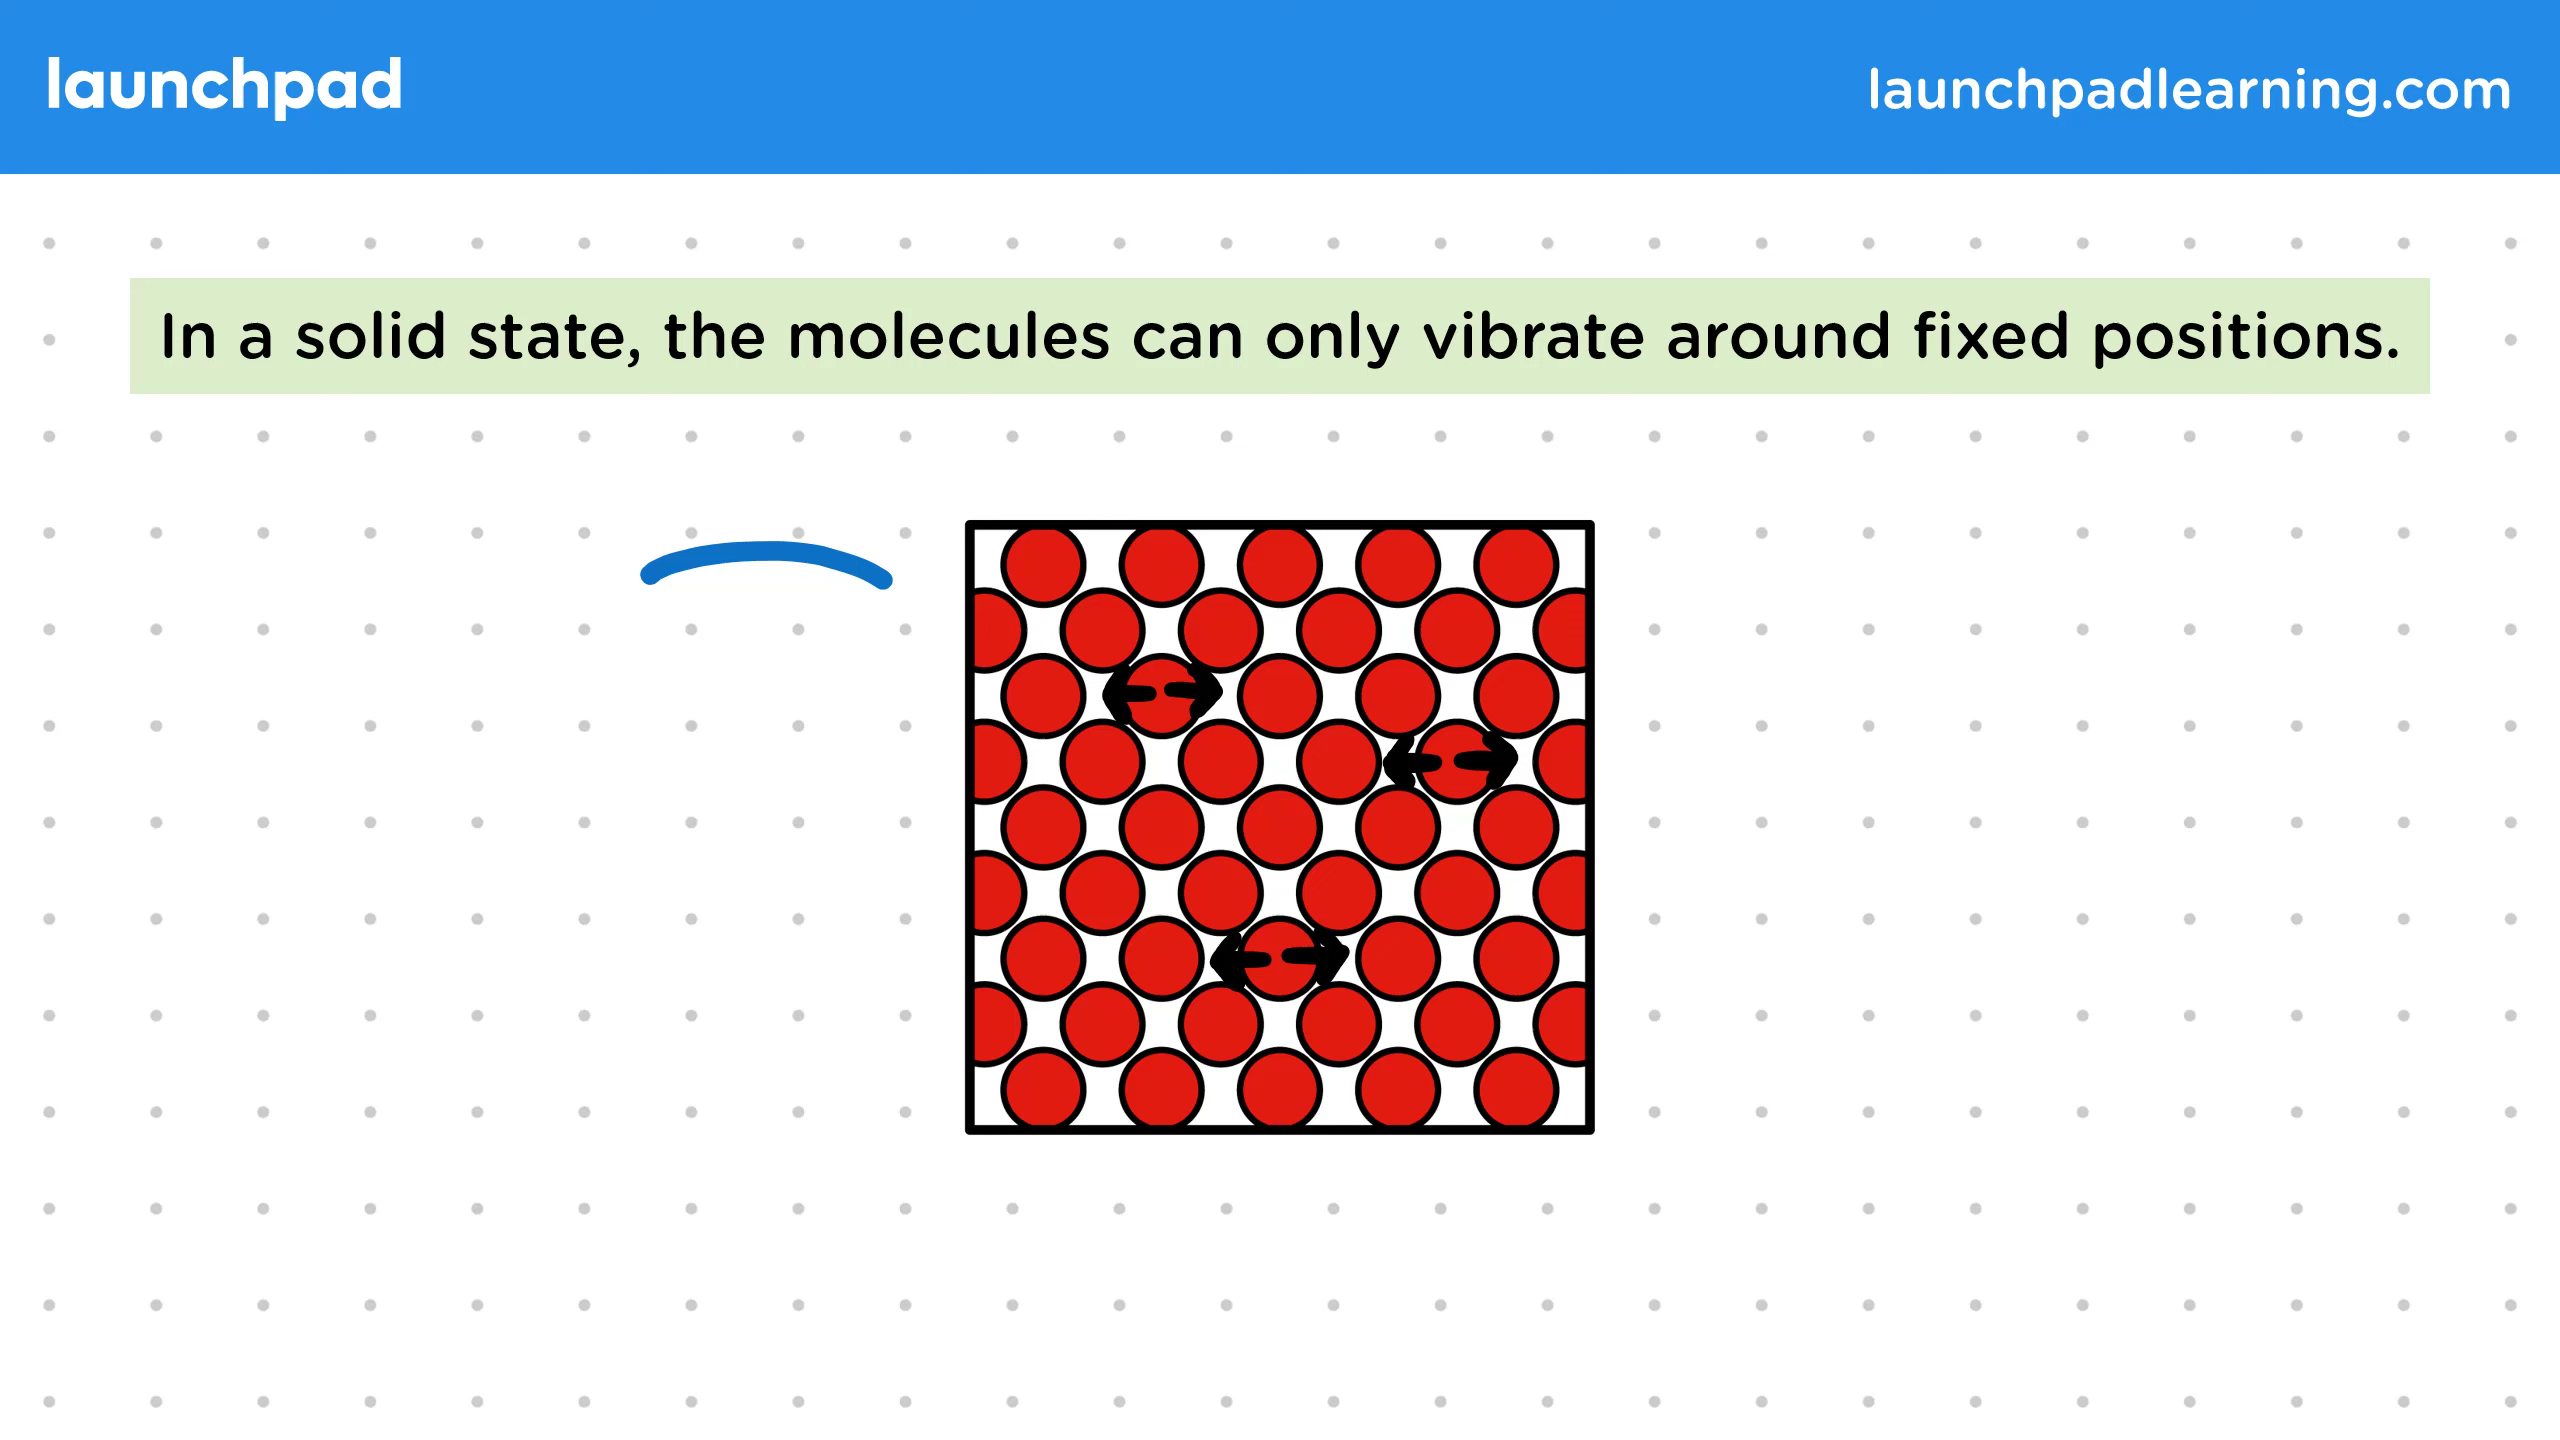 launchpad
launchpadlearning.com
In a solid state, the molecules can only vibrate around fixed positions.